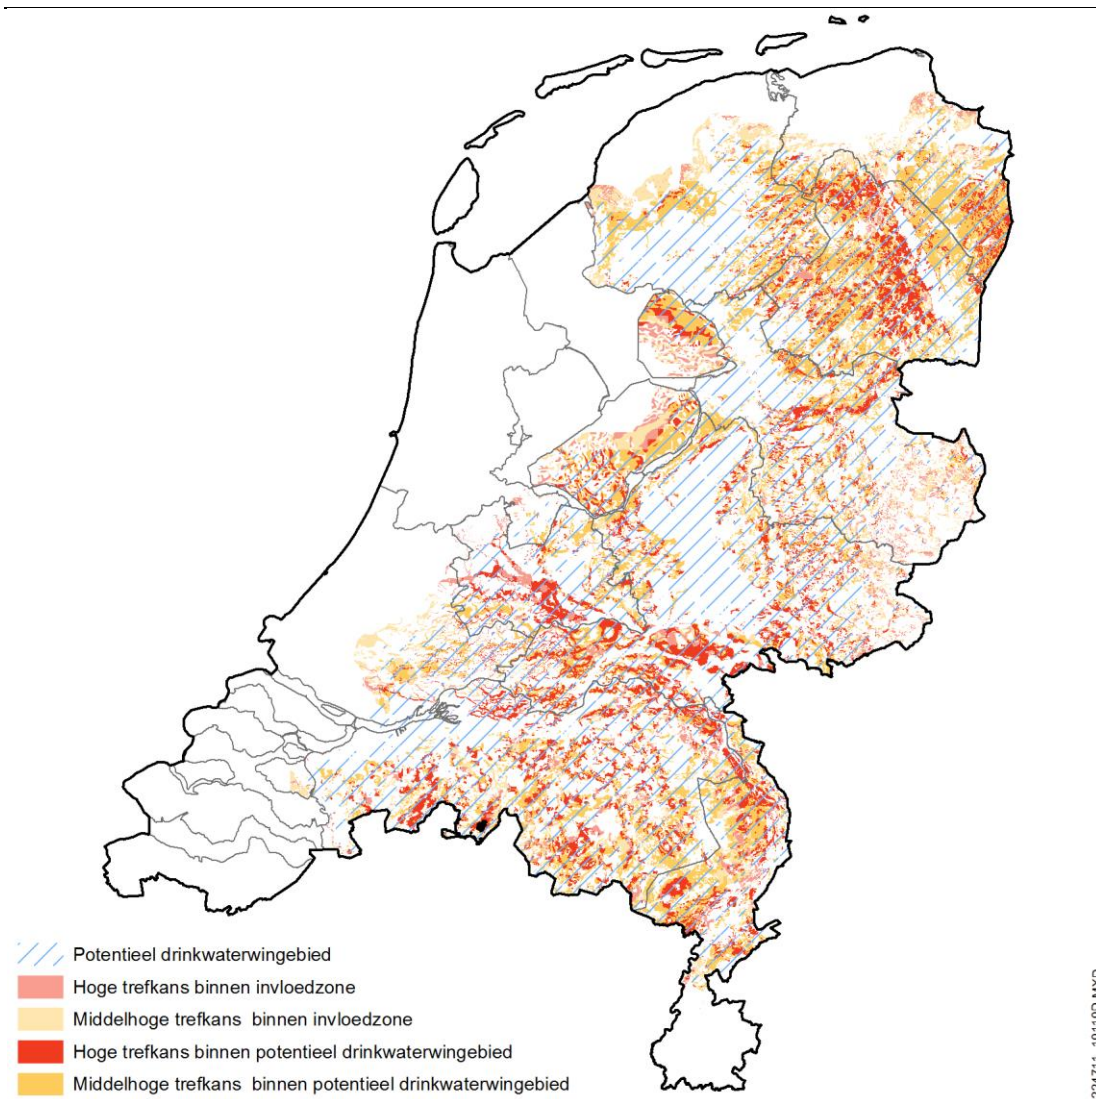 Potentieel drinkwaterwingebied
Hoge trefkans binnen invloedzone
Middelhoge trefkans binnen invloedzone
Hoge trefkans binnen potentieel drinkwaterwingebied
Middelhoge trefkans binnen potentieel drinkwaterwingebied